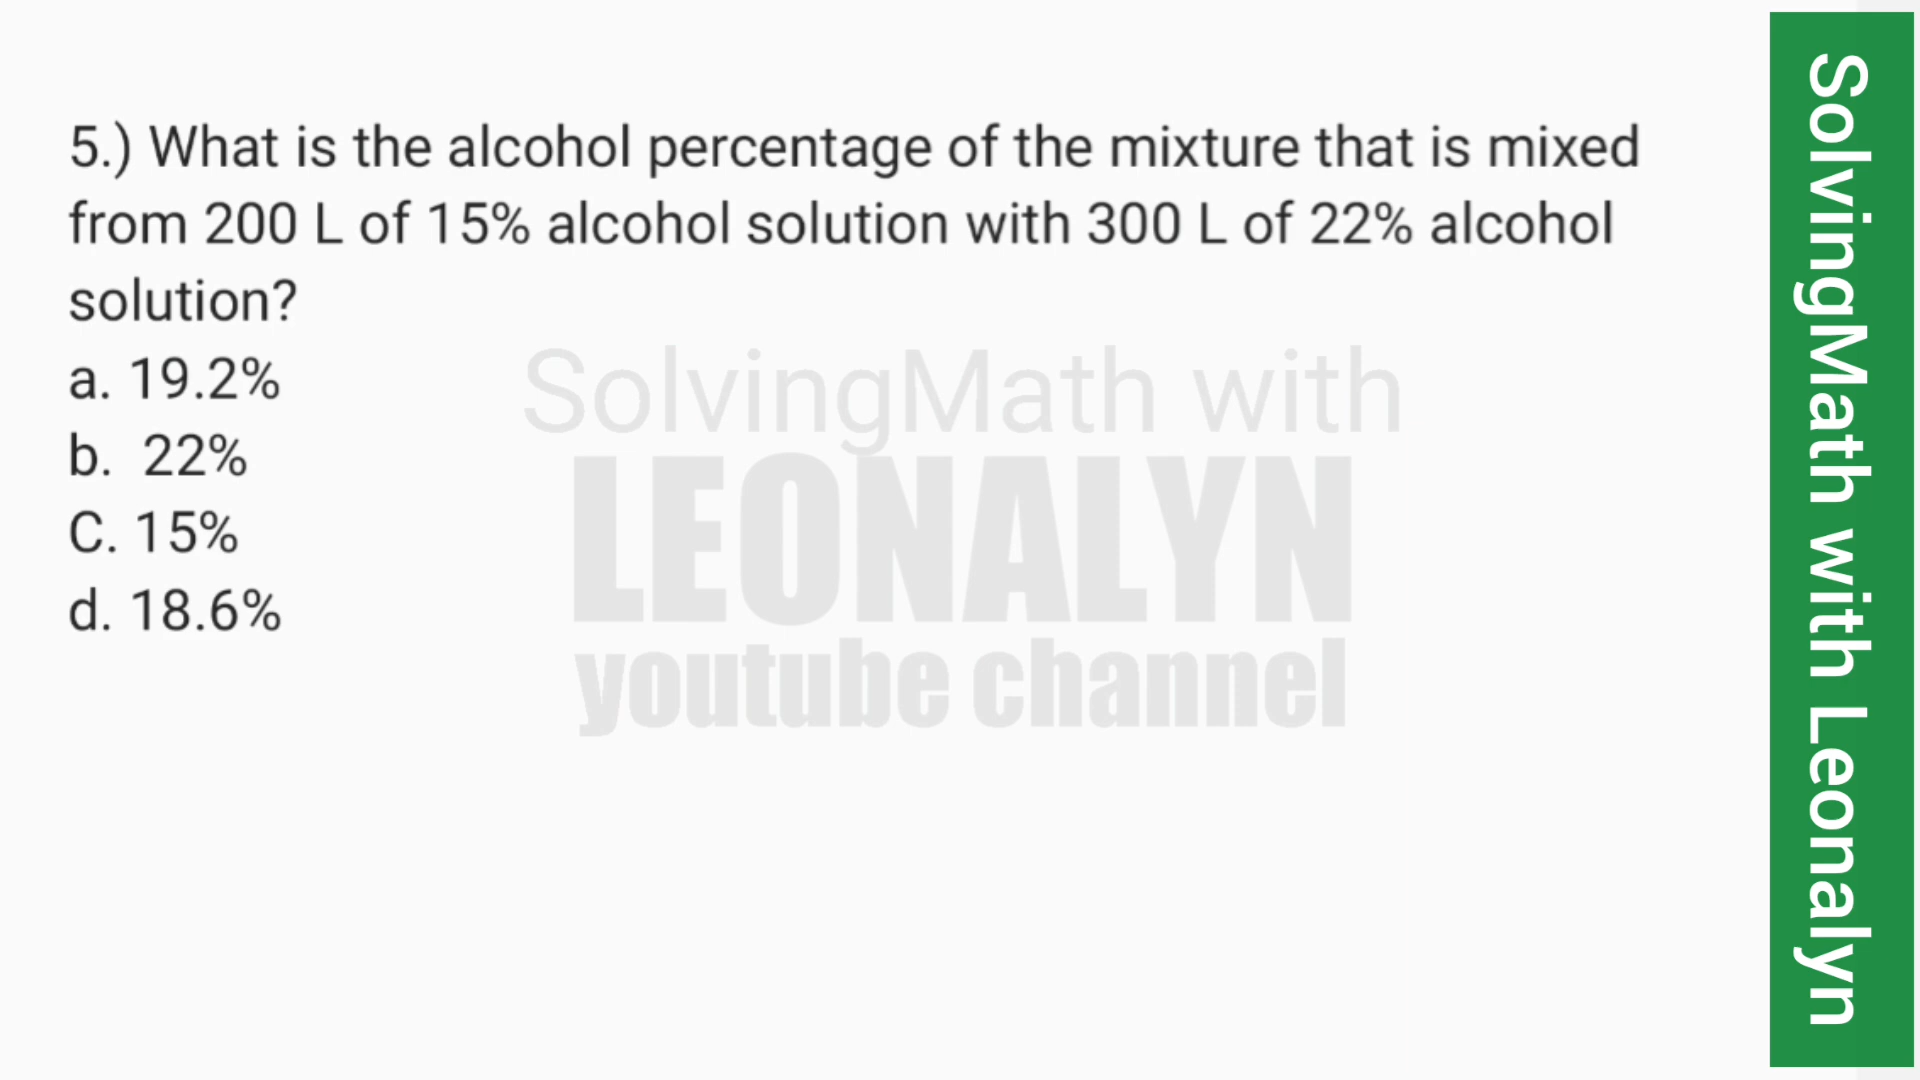 5.) What is the alcohol percentage of the mixture that is mixed
from 200 L of 15% alcohol solution with 300 L of 22% alcohol
solution?
a. 19.2%
b. 22%
C. 15%
d. 18.6%
SolvingMath with
LEONALYN
youtube channel
SolvingMath with Leonalyn